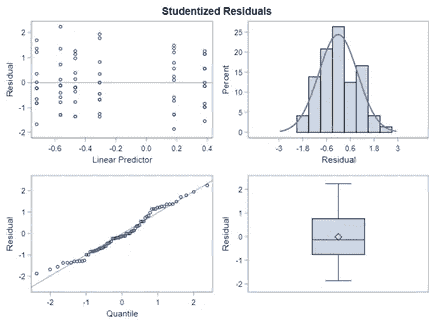 Studentized Residuals
Residual
2
1
0
-1
-2
-0.6 -0.4 -0.2 0.0 0.2 0.4
Linear Predictor
Percent
25
20
15
10
5
0
-3 -1.8 -0.6 0.6 1.8 3
Residual
Residual
2
1
0
-1
-2
-2 -1 0 1 2
Quantile
Residual
2
1
0
-1
-2